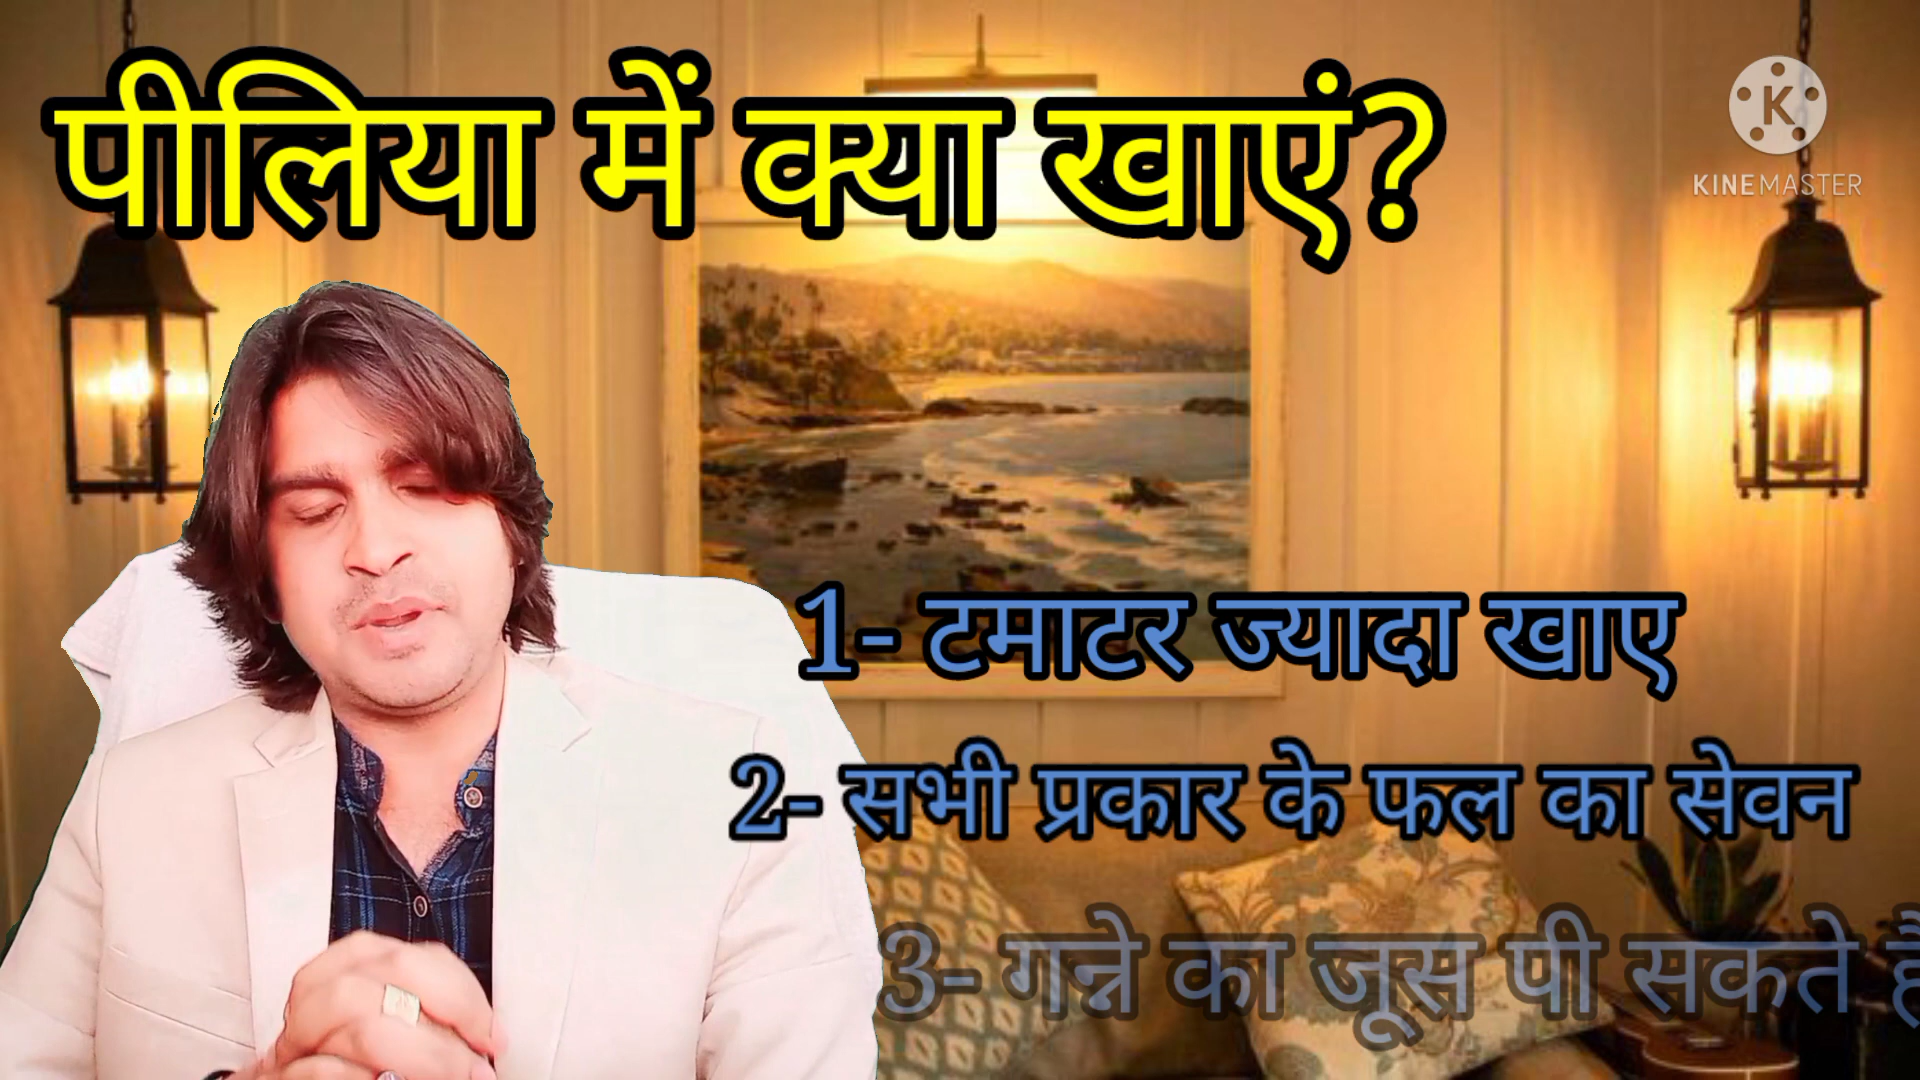 पीलिया में क्या खाएं?
KINEMASTER
1- टमाटर ज्यादा खाए
2- सभी प्रकार के फल का सेवन
3- गन्ने का जूस पी सकते है